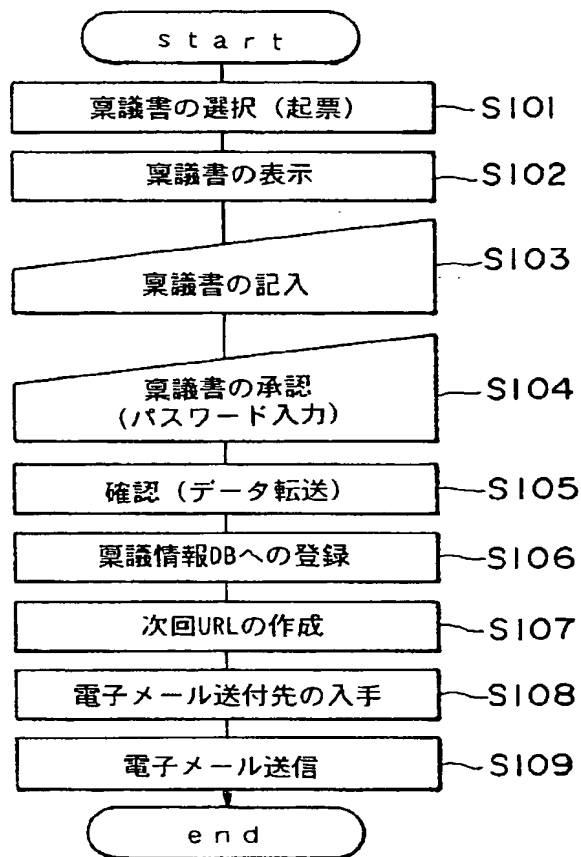 start
稟議書の選択（起票）
S101
稟議書の表示
S102
稟議書の記入
S103
稟議書の承認
(パスワード入力)
S104
確認（データ転送）
S105
稟議情報DBへの登録
S106
次回URLの作成
S107
電子メール送付先の入手
S108
電子メール送信
S109
end